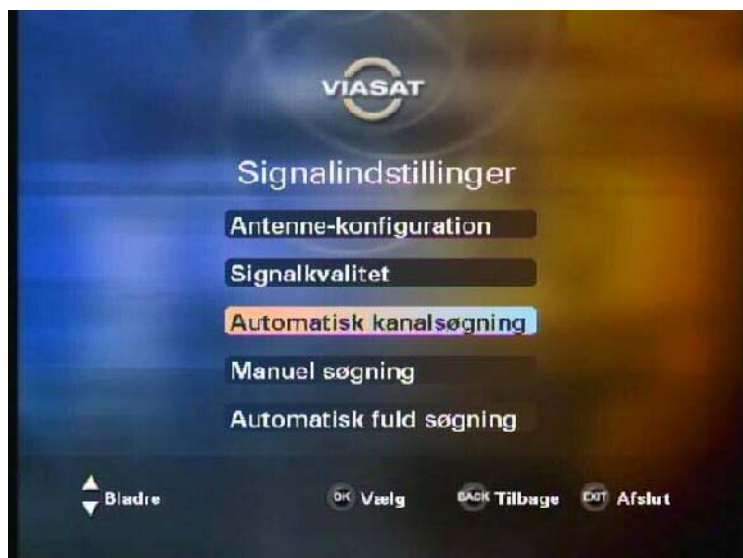 VIASAT
Signalindstillinger
Antenne-konfiguration
Signalkvalitet
Automatisk kanalsøgning
Manuel søgning
Automatisk fuld søgning
Bladre OK Vælg BACK Tilbage EXIT Afslut